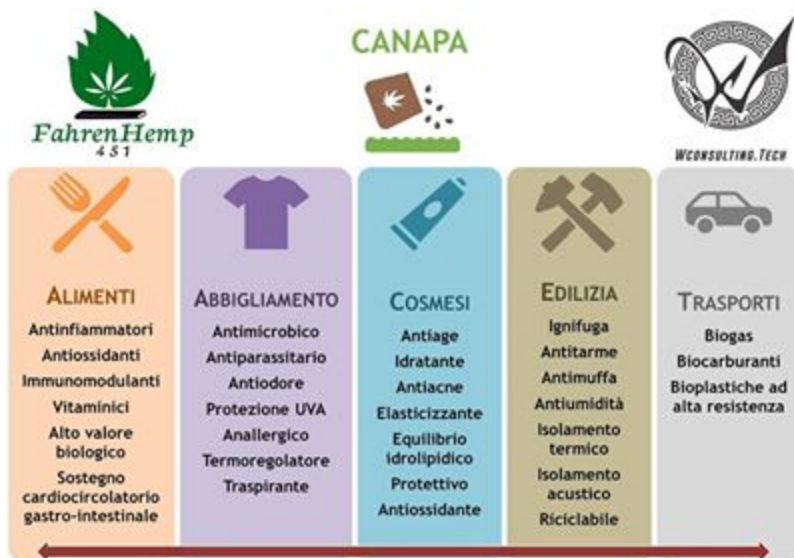 FahrenHemp
451
CANAPA
WCONSULTING.TECH
ALIMENTI
Antinfiammatori
Antiossidanti
Immunomodulanti
Vitaminici
Alto valore
biologico
Sostegno
cardiocircolatorio
gastro-intestinale
ABBIGLIAMENTO
Antimicrobico
Antiparassitario
Antiodore
Protezione UVA
Anallergico
Termoregolatore
Traspirante
COSMESI
Antiage
Idratante
Antiacne
Elasticizzante
Equilibrio
idrolipidico
Protettivo
Antiossidante
EDILIZIA
Ignifuga
Antitarme
Antimuffa
Antiumidità
Isolamento
termico
Isolamento
acustico
Riciclabile
TRASPORTI
Biogas
Biocarburanti
Bioplastiche ad
alta resistenza